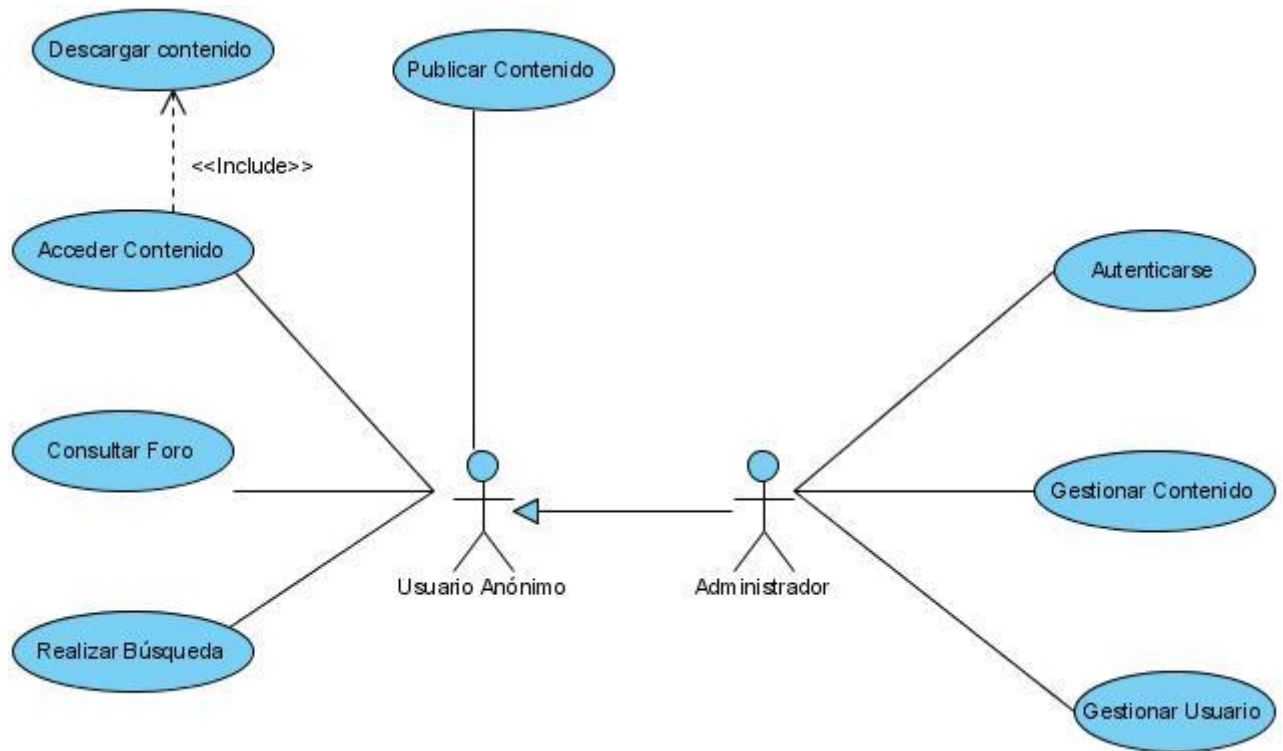 Descargar contenido
Publicar Contenido
<<Include>>
Acceder Contenido
Autenticarse
Consultar Foro
Gestionar Contenido
Usuario Anónimo
Administrador
Realizar Búsqueda
Gestionar Usuario